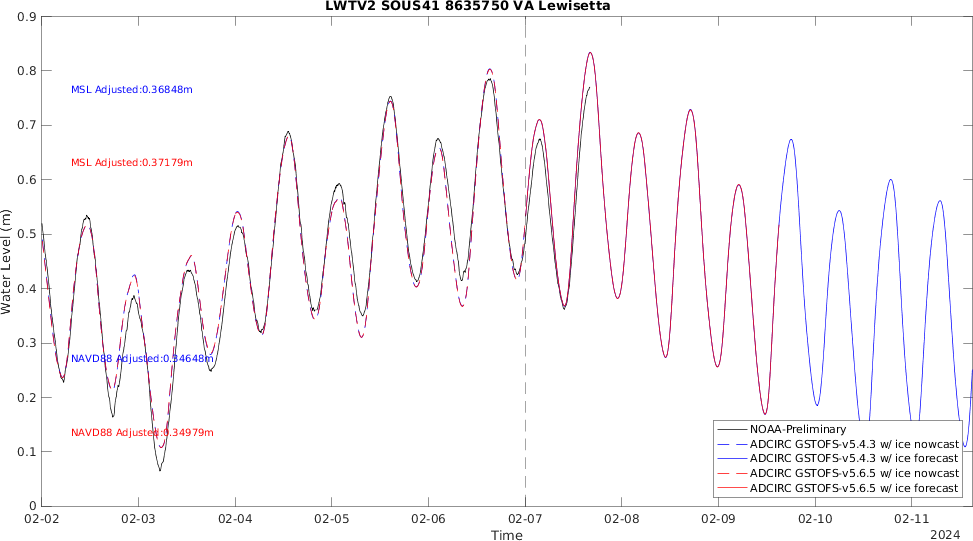 LWTV2 SOUS41 8635750 VA Lewisetta
0.9
0.8
0.7
0.6
0.5
0.4
0.3
0.2
0.1
0
Water Level (m)
MSL Adjusted:0.36848m
MSL Adjusted:0.37179m
NAVD88 Adjusted:0.34648m
NAVD88 Adjusted:0.34979m
NOAA-Preliminary
ADCIRC GSTOFS-v5.4.3 w/ ice nowcast
ADCIRC GSTOFS-v5.4.3 w/ ice forecast
ADCIRC GSTOFS-v5.6.5 w/ ice nowcast
ADCIRC GSTOFS-v5.6.5 w/ ice forecast
02-02 02-03 02-04 02-05 02-06 02-07 02-08 02-09 02-10 02-11
Time
2024